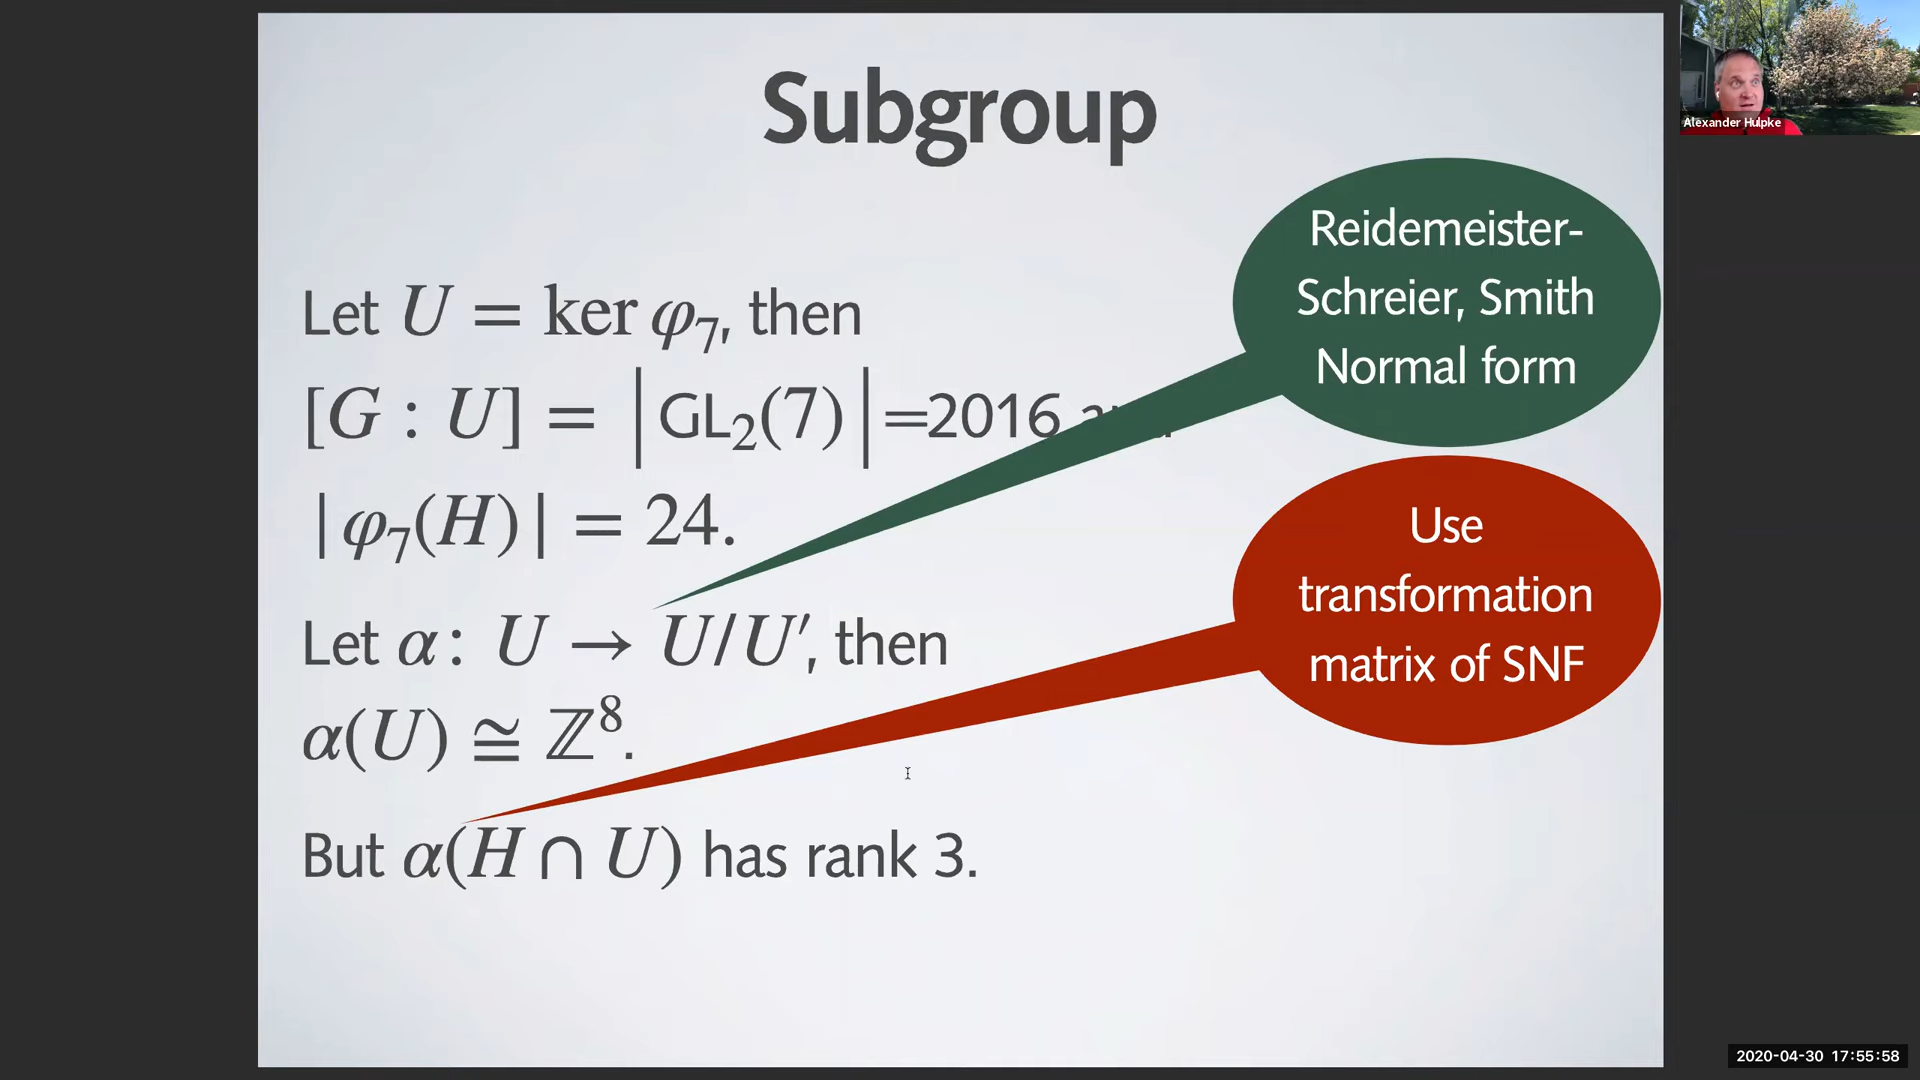 Subgroup
Let U = ker φ₇, then
[G : U] = |GL₂(7)|=2016
|φ₇(H)| = 24.
Let α: U → U/U′, then
α(U) ≅ ℤ⁸.
But α(H ∩ U) has rank 3.
Reidemeister-
Schreier, Smith
Normal form
Use
transformation
matrix of SNF
Alexander Hulpke
2020-04-30 17:55:58